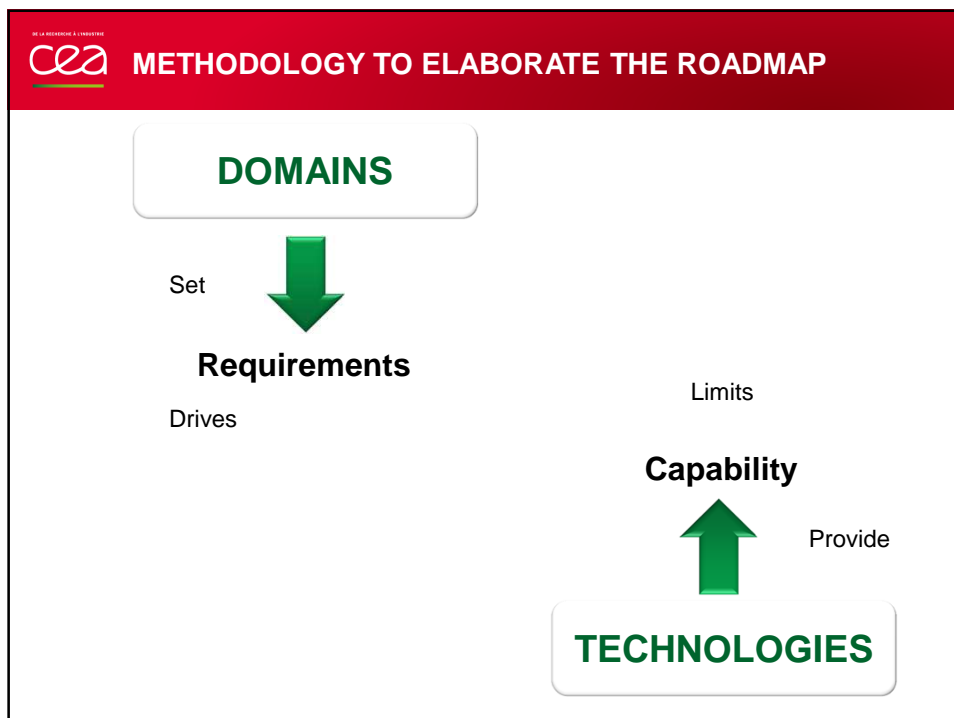 DE LA RECHERCHE À L'INDUSTRIE
cea
METHODOLOGY TO ELABORATE THE ROADMAP
DOMAINS
Set
Requirements
Drives
Limits
Capability
Provide
TECHNOLOGIES